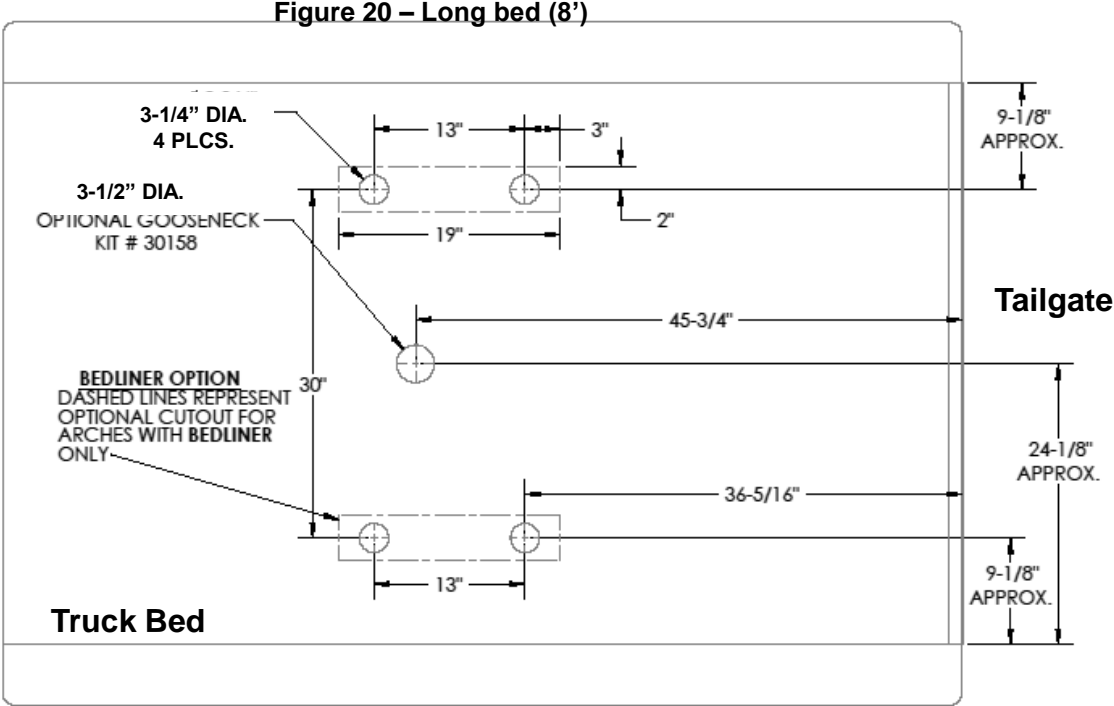 Figure 20 – Long bed (8’)
3-1/4” DIA.
4 PLCS.
13"
3"
9-1/8"
APPROX.
3-1/2” DIA.
OPTIONAL GOOSENECK
KIT # 30158
2"
19"
45-3/4"
Tailgate
BEDLINER OPTION
DASHED LINES REPRESENT
OPTIONAL CUTOUT FOR
ARCHES WITH BEDLINER
ONLY
30"
24-1/8"
APPROX.
36-5/16"
13"
9-1/8"
APPROX.
Truck Bed